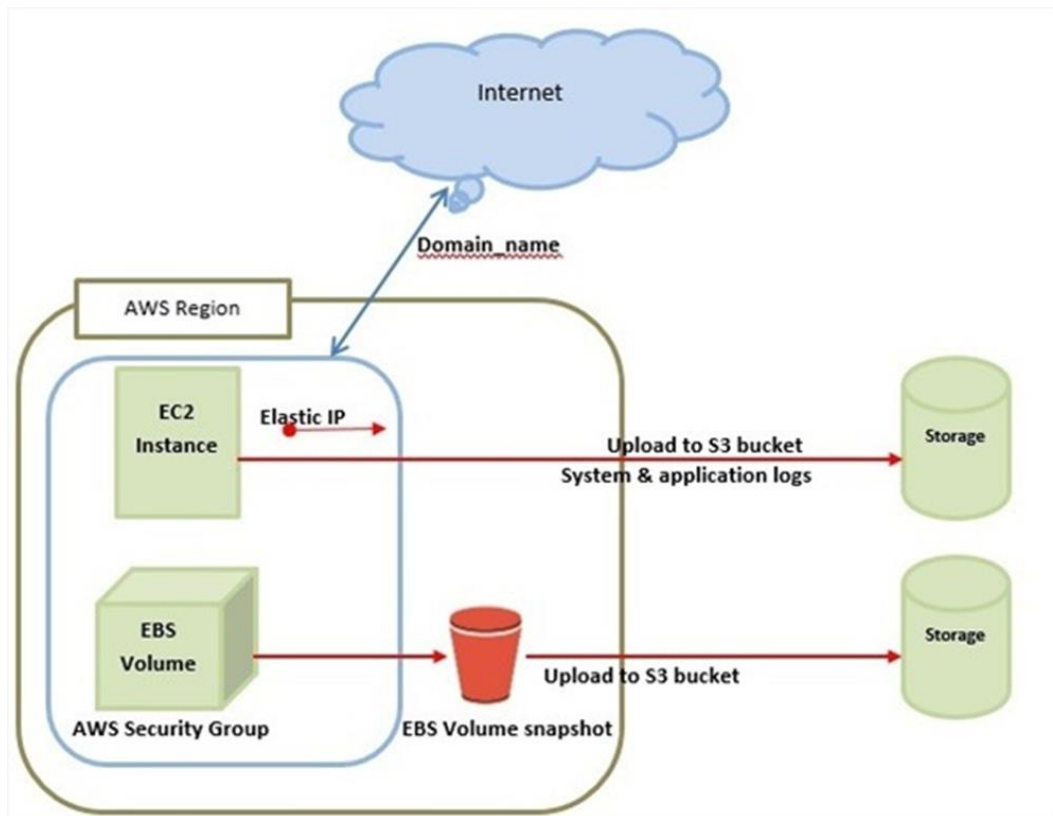 Internet
Domain_name
AWS Region
EC2
Instance
Elastic IP
Upload to S3 bucket
System & application logs
Storage
EBS
Volume
Upload to S3 bucket
Storage
AWS Security Group
EBS Volume snapshot